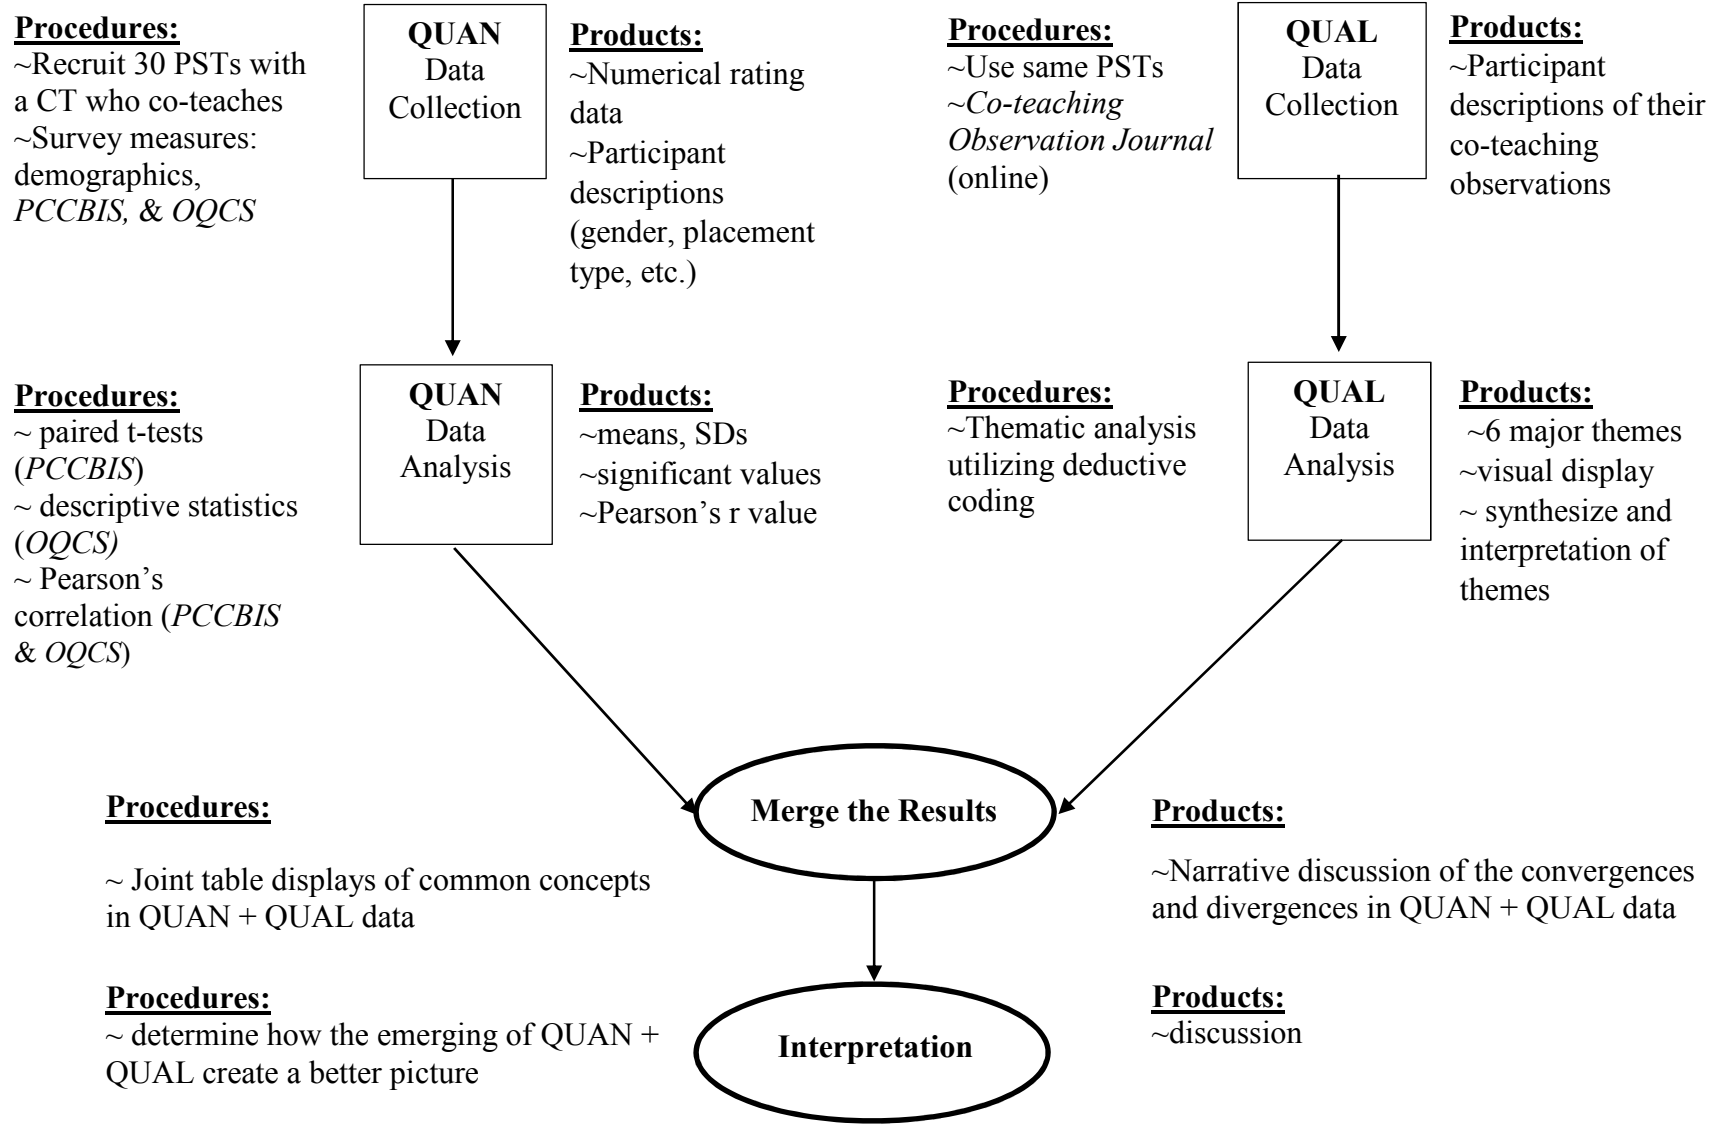 Procedures:
~Recruit 30 PSTs with
a CT who co-teaches
~Survey measures:
demographics,
PCCBIS, & OQCS
QUAN
Data
Collection
Products:
~Numerical rating
data
~Participant
descriptions
(gender, placement
type, etc.)
Procedures:
~Use same PSTs
~Co-teaching
Observation Journal
(online)
QUAL
Data
Collection
Products:
~Participant
descriptions of their
co-teaching
observations
Procedures:
~ paired t-tests
(PCCBIS)
~ descriptive statistics
(OQCS)
~ Pearson’s
correlation (PCCBIS
& OQCS)
QUAN
Data
Analysis
Products:
~means, SDs
~significant values
~Pearson’s r value
Procedures:
~Thematic analysis
utilizing deductive
coding
QUAL
Data
Analysis
Products:
~6 major themes
~visual display
~ synthesize and
interpretation of
themes
Procedures:
~ Joint table displays of common concepts
in QUAN + QUAL data
Merge the Results
Products:
~Narrative discussion of the convergences
and divergences in QUAN + QUAL data
Procedures:
~ determine how the emerging of QUAN +
QUAL create a better picture
Interpretation
Products:
~discussion